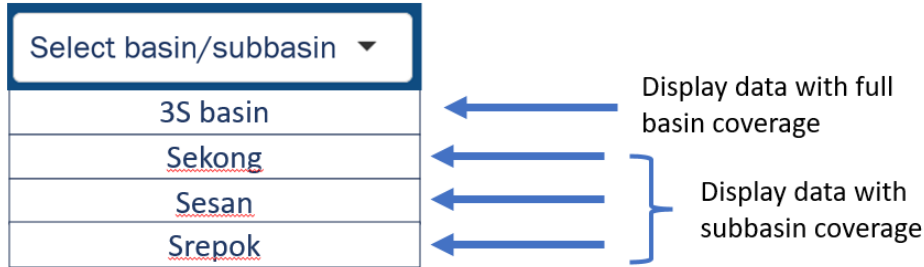 Select basin/subbasin
3S basin
Sekong
Sesan
Srepok
Display data with full
basin coverage
Display data with
subbasin coverage